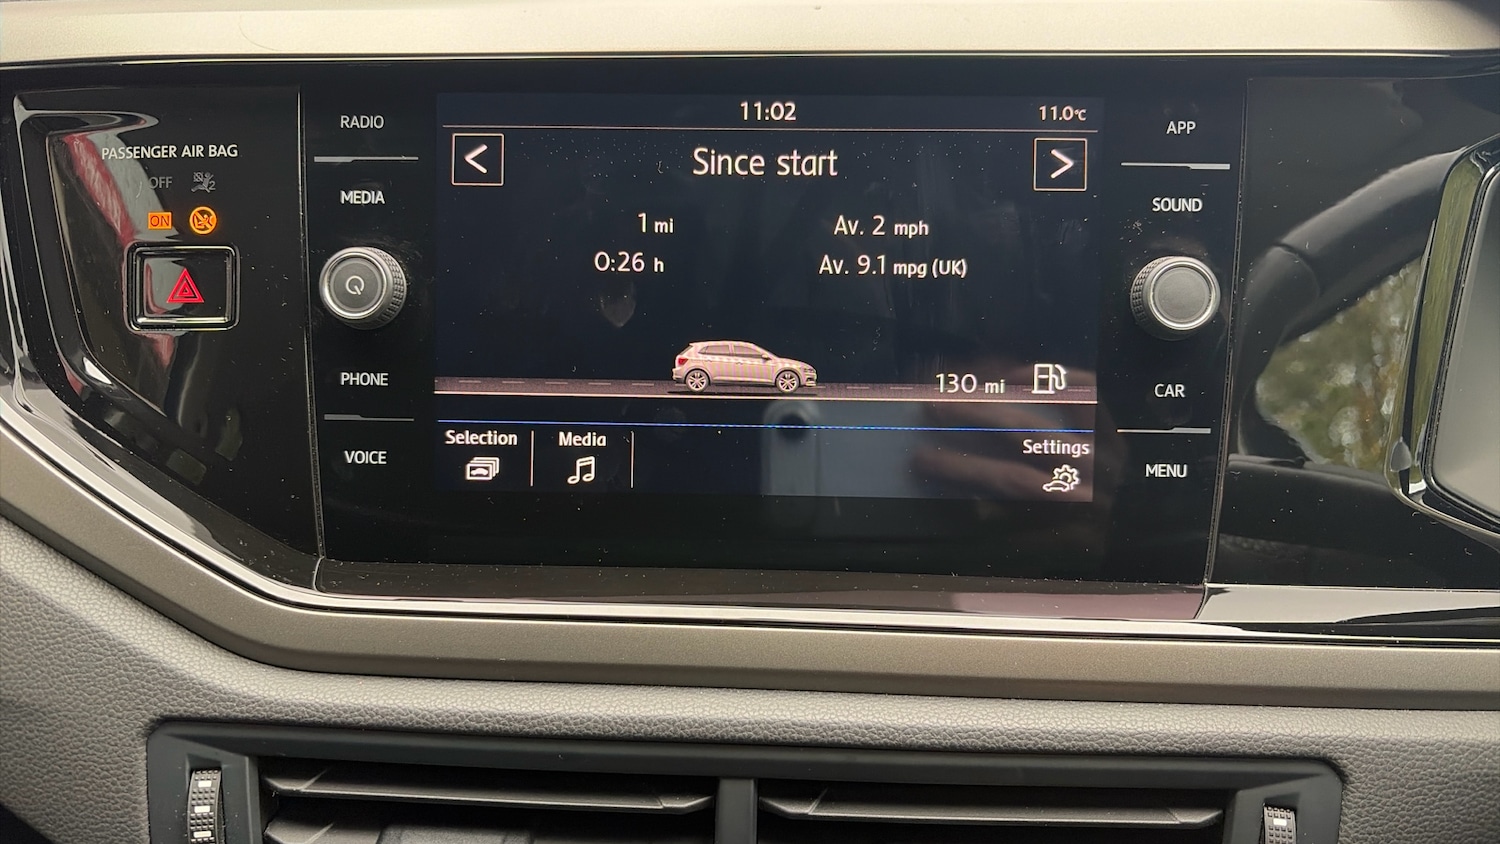 PASSENGER AIR BAG
OFF
2
ON
RADIO
MEDIA
PHONE
VOICE
11:02
11.0°C
<
Since start
>
1 mi
Av. 2 mph
0:26 h
Av. 9.1 mpg (UK)
130 mi
Selection
Media
Settings
APP
SOUND
CAR
MENU